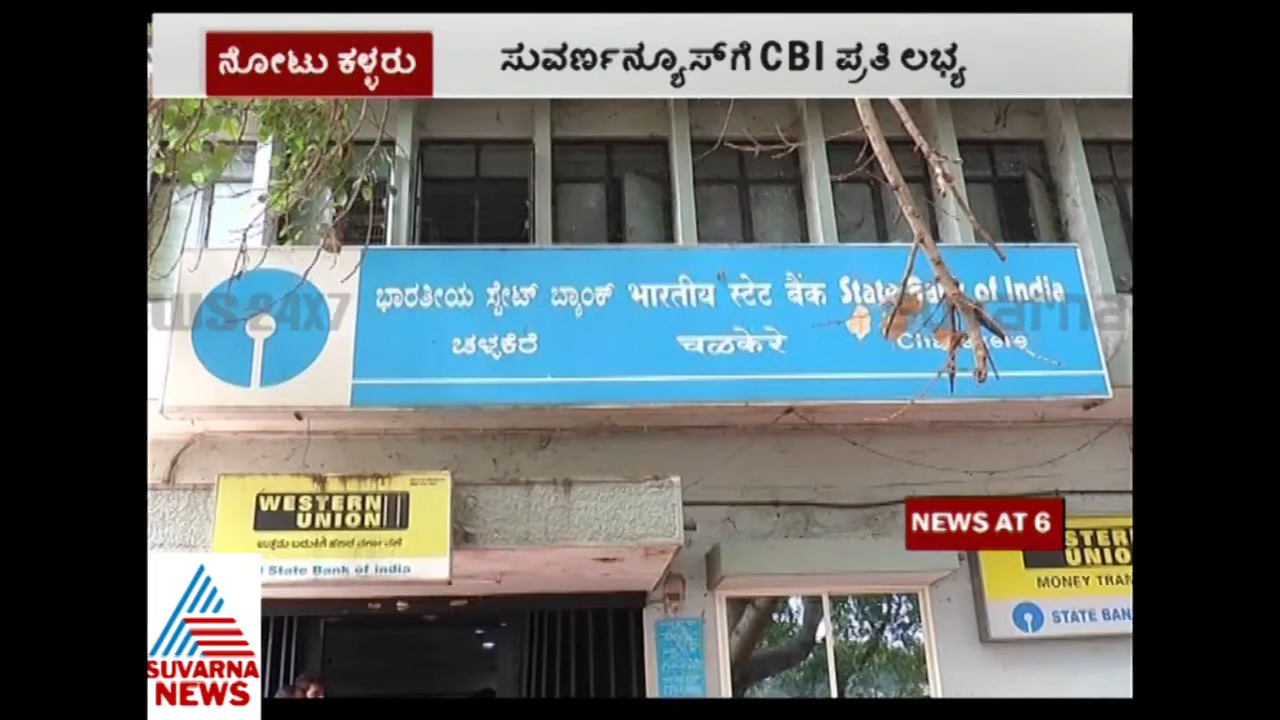 ನೋಟು ಕಳ್ಳರು
ಸುವರ್ಣನ್ಯೂಸ್‌ಗೆ CBI ಪ್ರತಿ ಲಭ್ಯ
ಭಾರತೀಯ ಸ್ಟೇಟ್ ಬ್ಯಾಂಕ್ भारतीय स्टेट बैंक State Bank of India
ಚಳ್ಳಕೆರೆ चळकेरे
WESTERN UNION
State Bank of India
NEWS AT 6
STERN UNION
MONEY TRAN
STATE BAN
SUVARNA NEWS